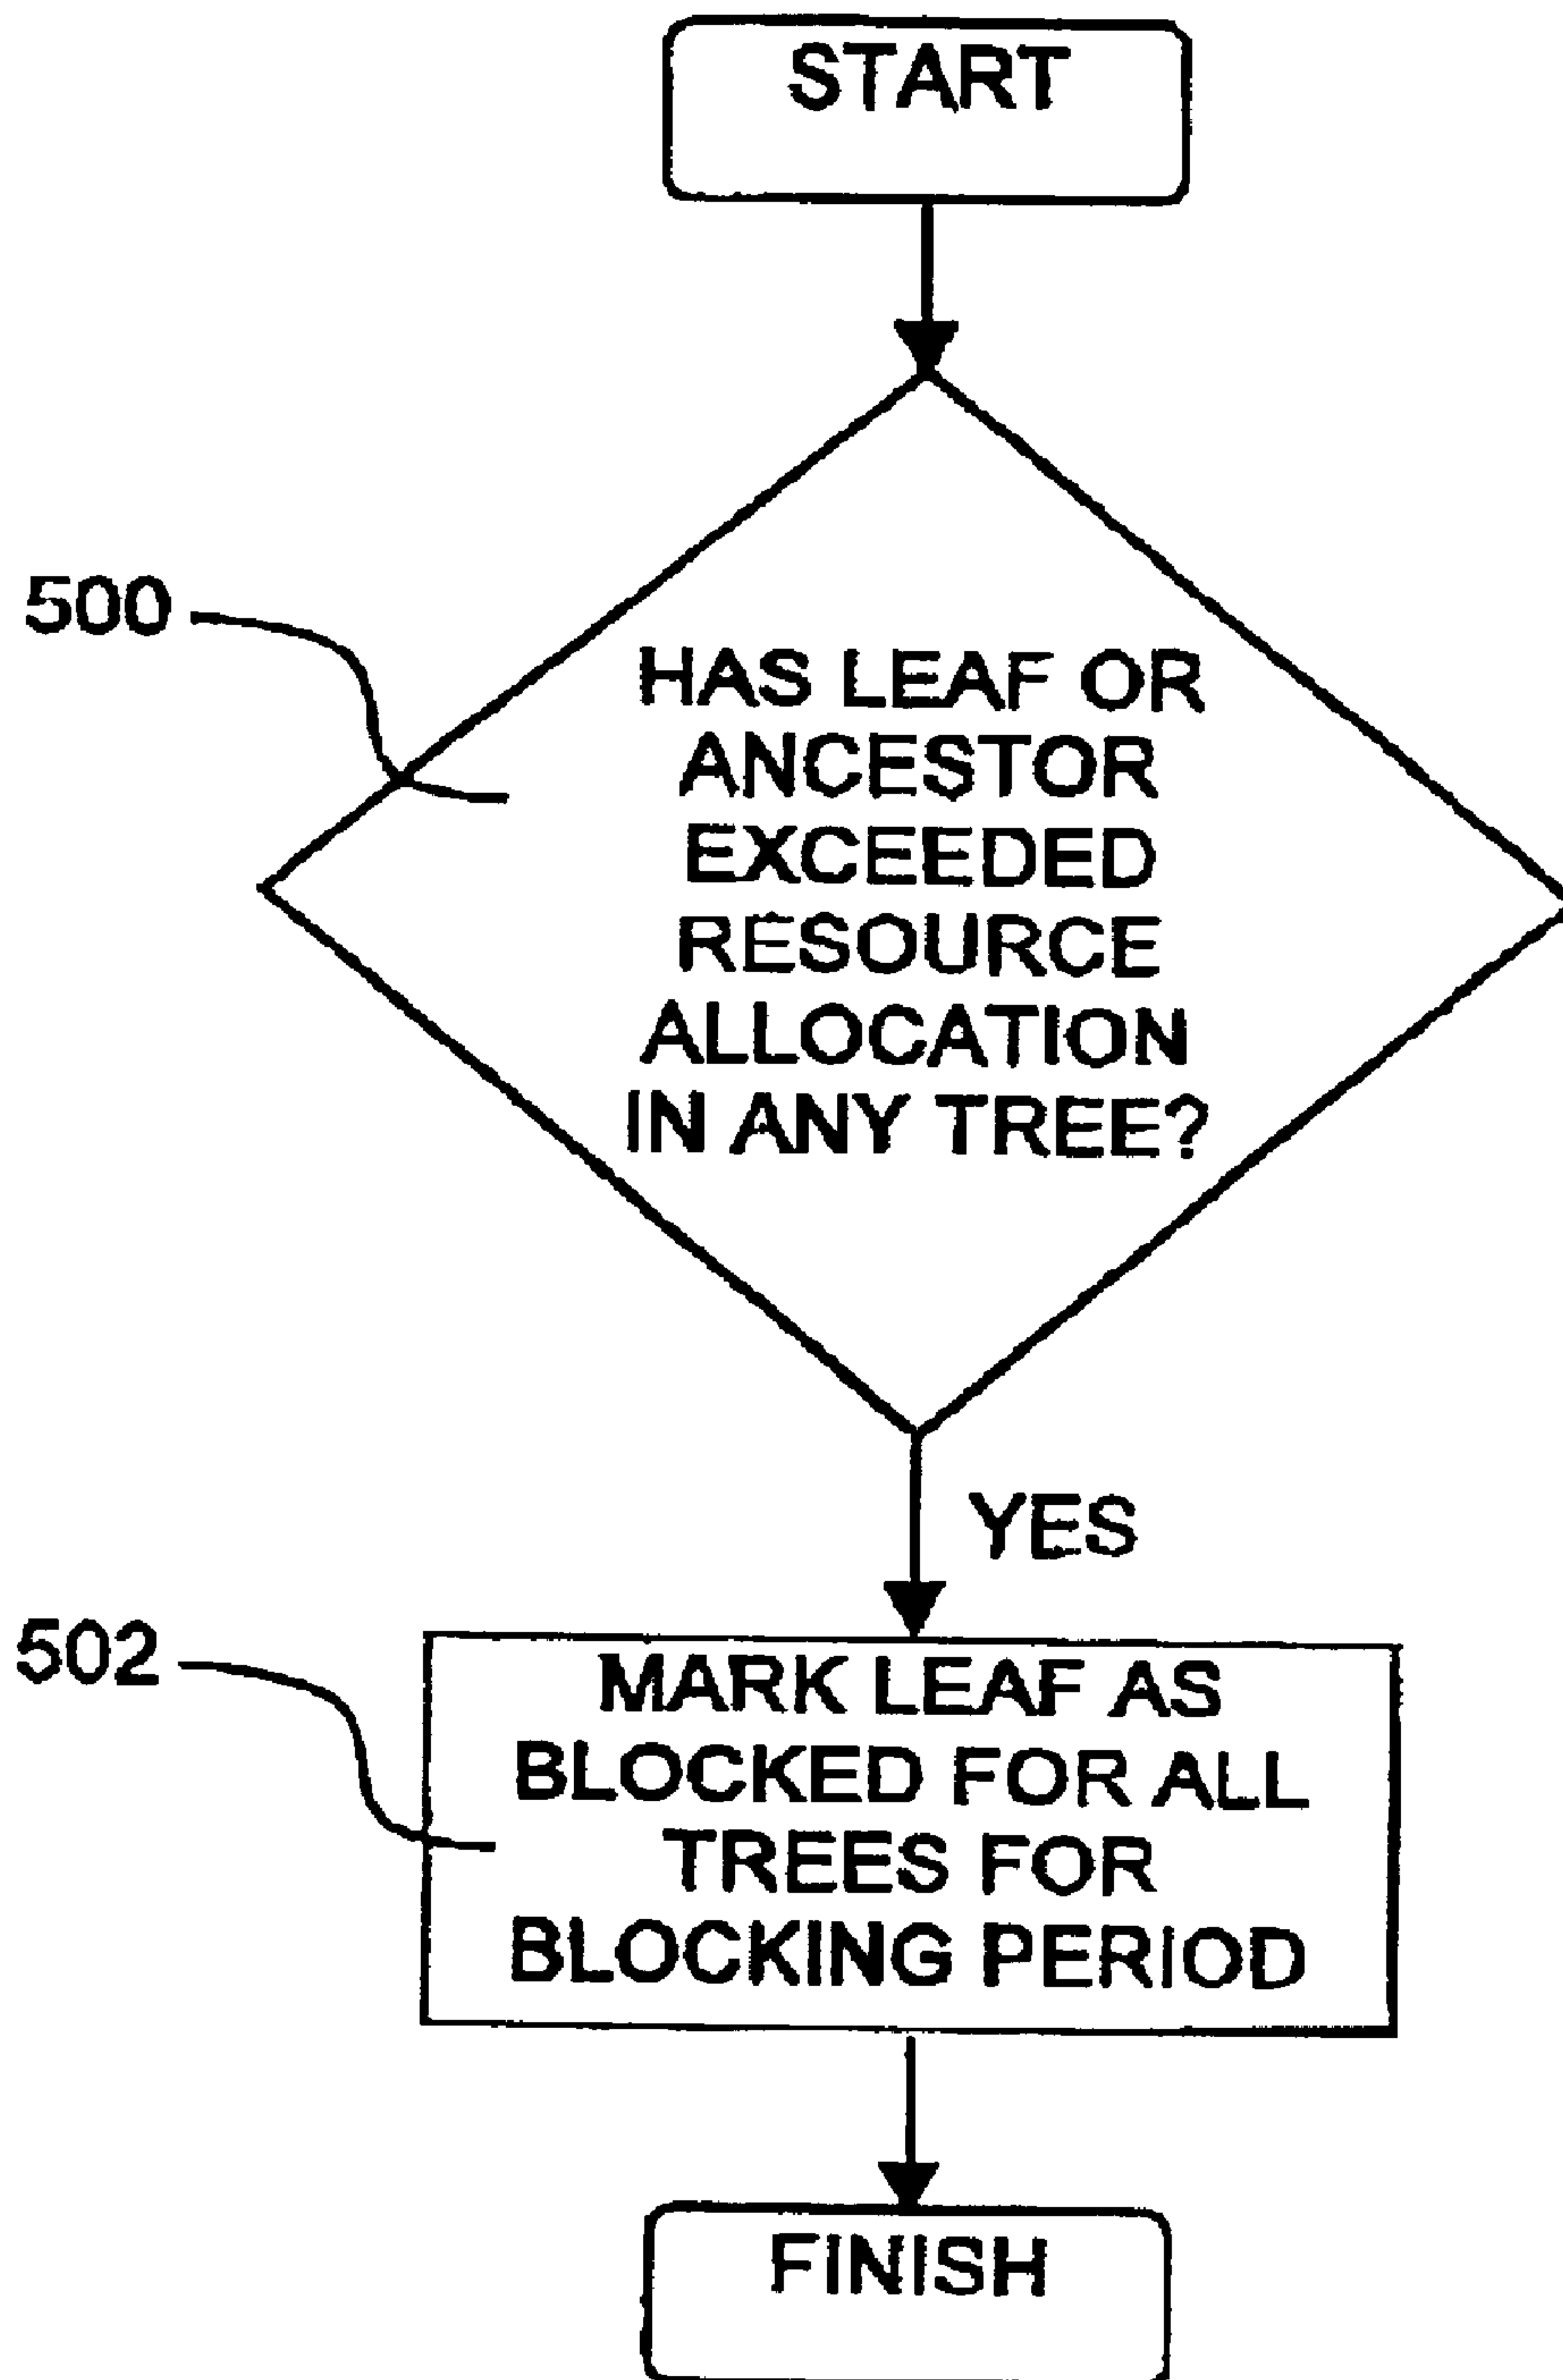 START
500
HAS LEAF OR
ANCESTOR
EXCEEDED
RESOURCE
ALLOCATION
IN ANY TREE?
YES
502
MARK LEAF AS
BLOCKED FOR ALL
TREES FOR
BLOCKING PERIOD
FINISH